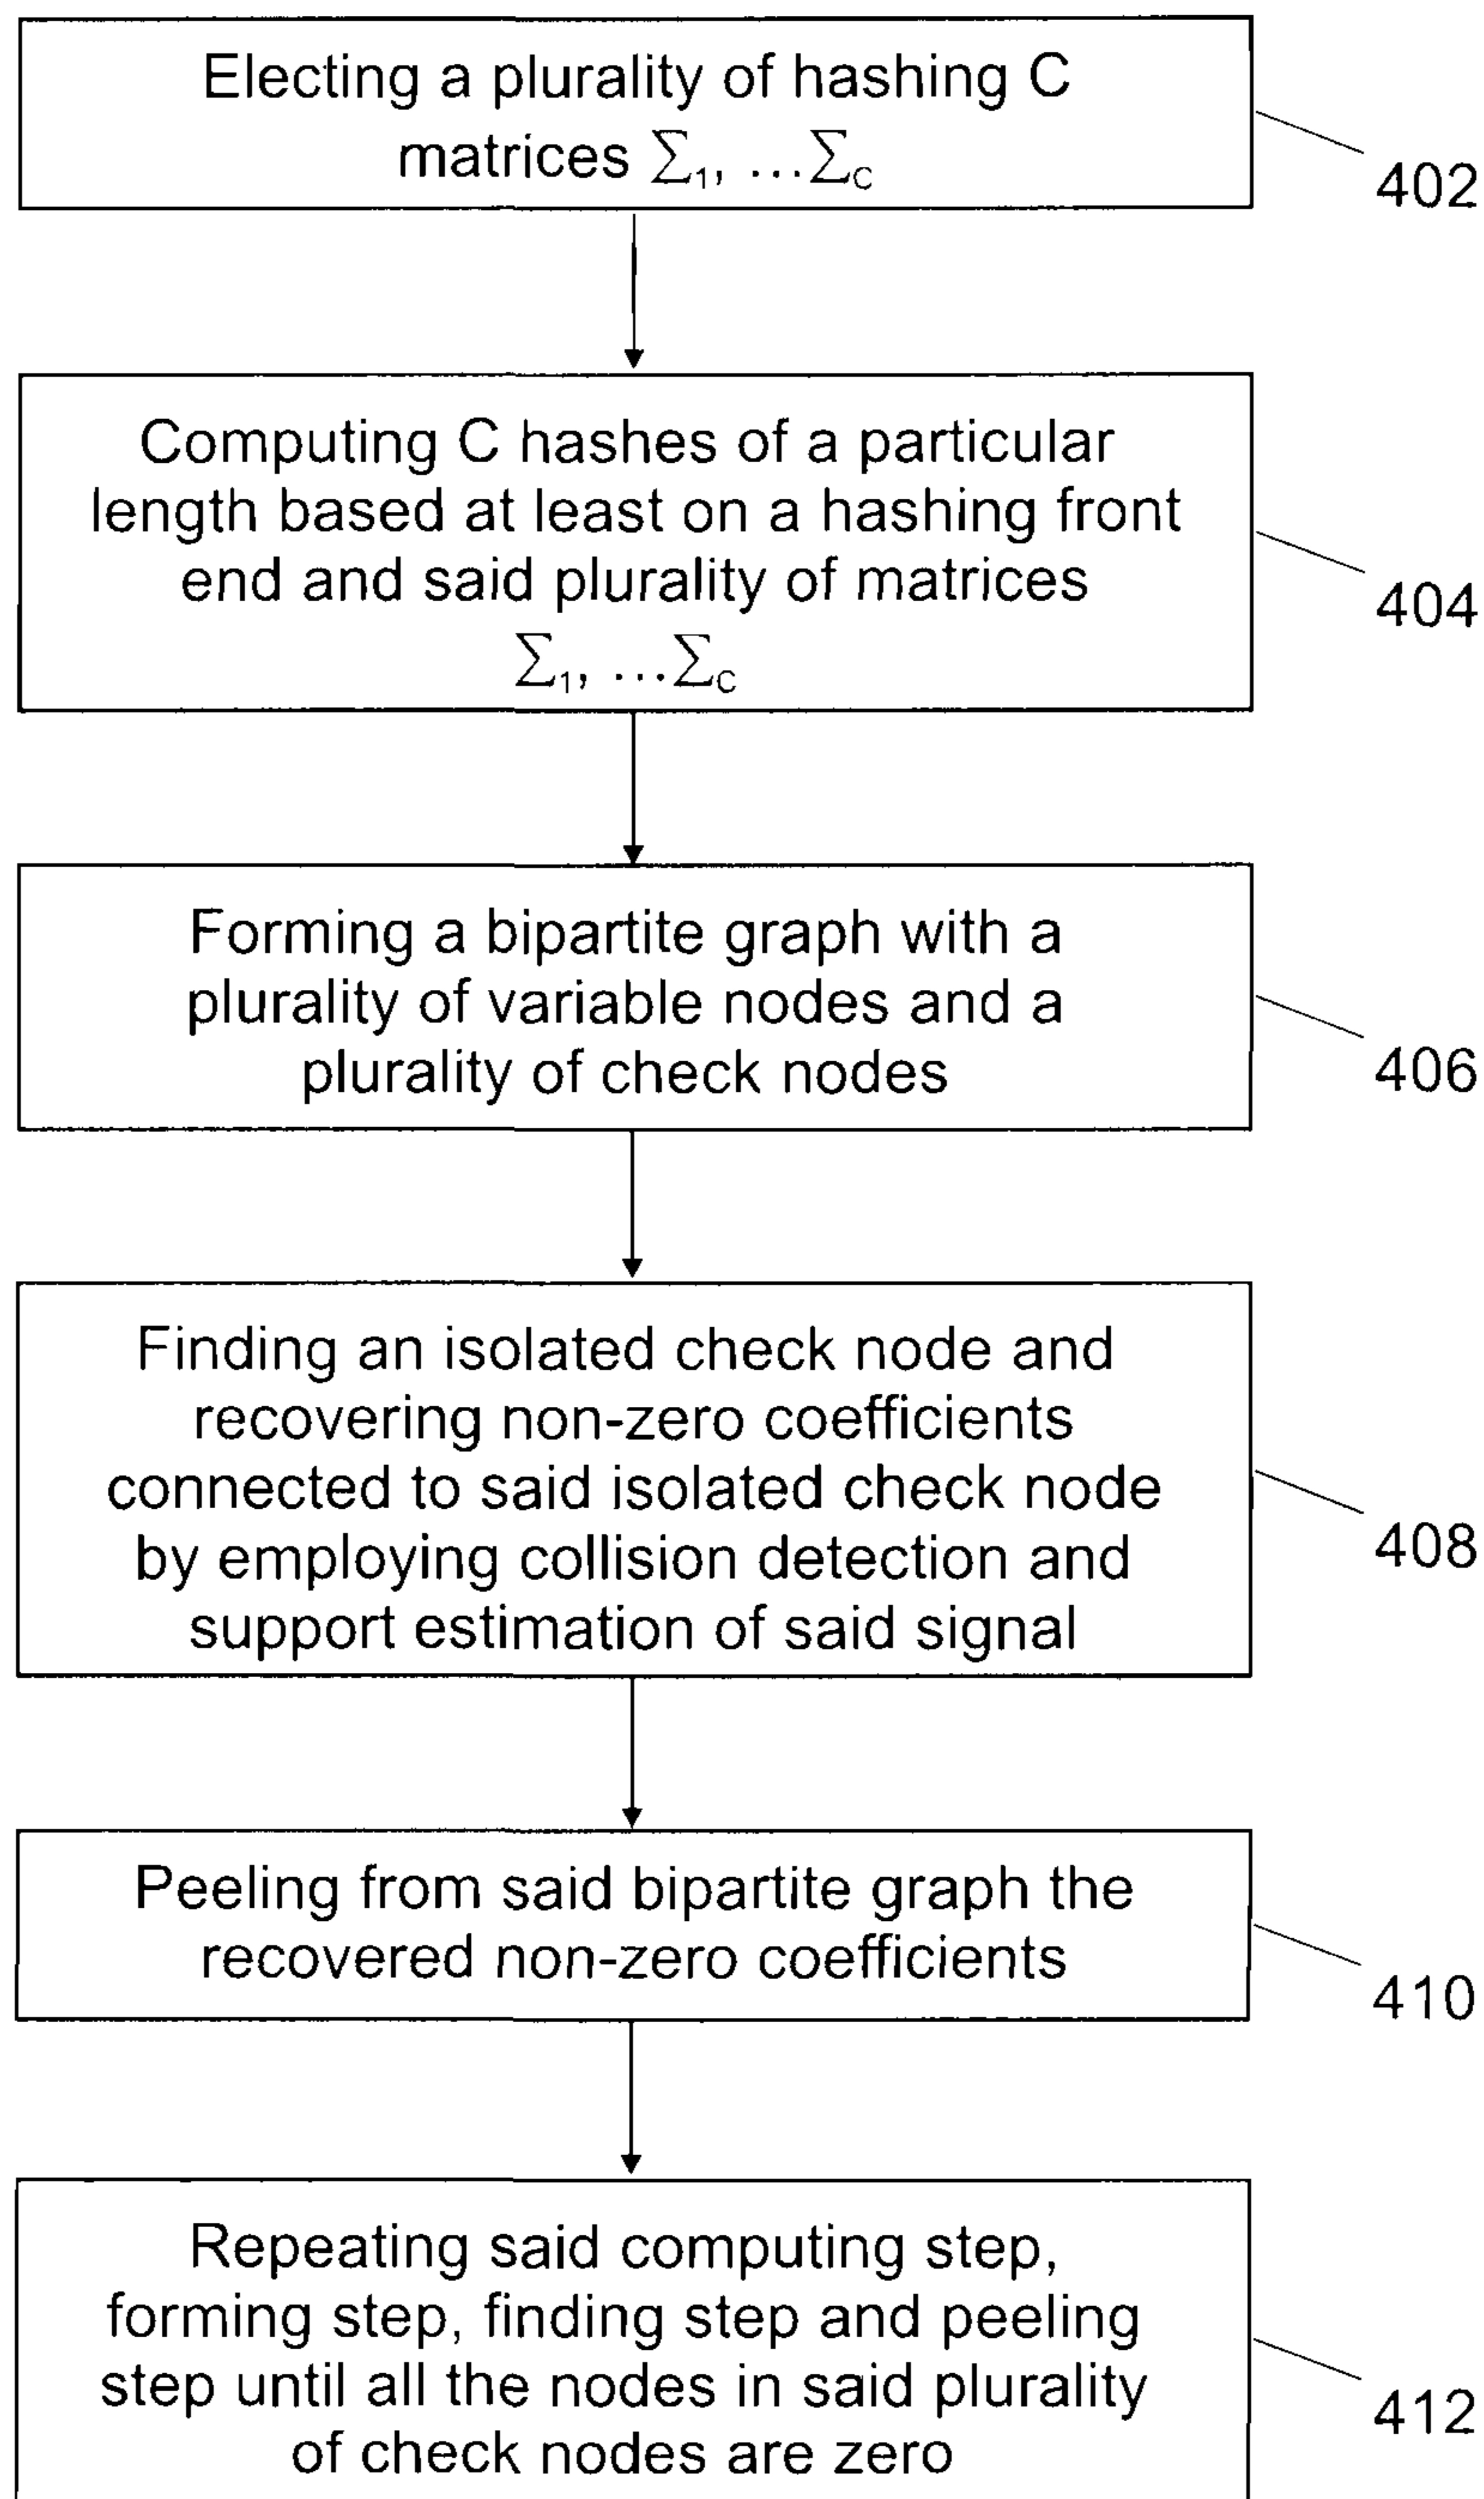 Electing a plurality of hashing C
matrices Σ₁, ...Σ_C
402
Computing C hashes of a particular
length based at least on a hashing front
end and said plurality of matrices
Σ₁, ...Σ_C
404
Forming a bipartite graph with a
plurality of variable nodes and a
plurality of check nodes
406
Finding an isolated check node and
recovering non-zero coefficients
connected to said isolated check node
by employing collision detection and
support estimation of said signal
408
Peeling from said bipartite graph the
recovered non-zero coefficients
410
Repeating said computing step,
forming step, finding step and peeling
step until all the nodes in said plurality
of check nodes are zero
412